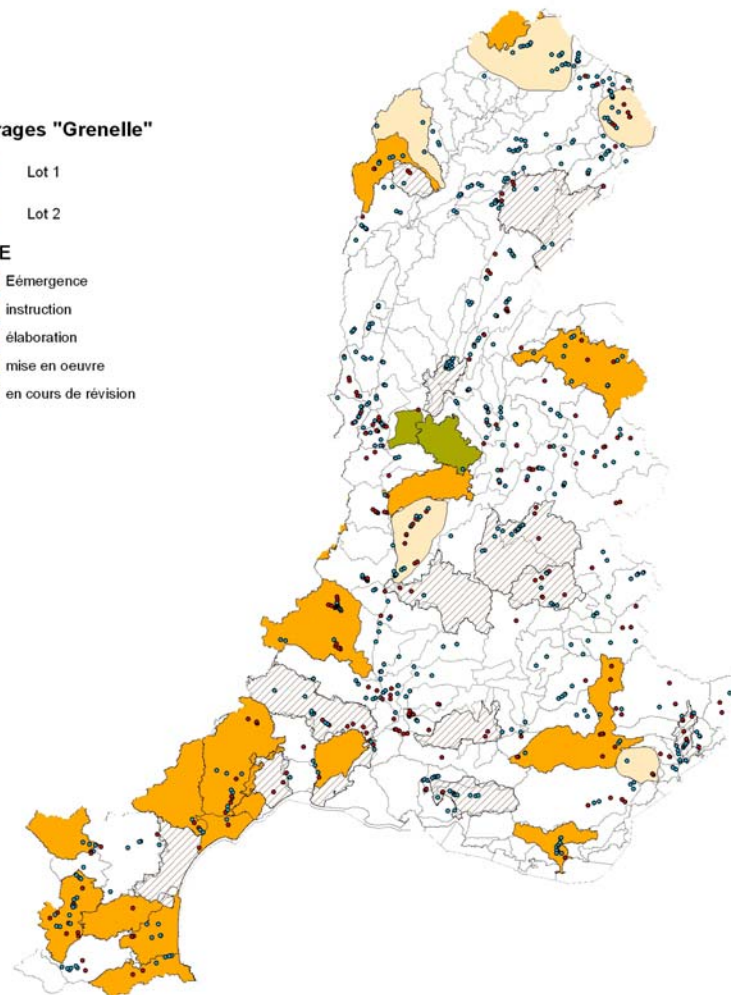 rages "Grenelle"
Lot 1
Lot 2
E
Eémergence
instruction
élaboration
mise en oeuvre
en cours de révision